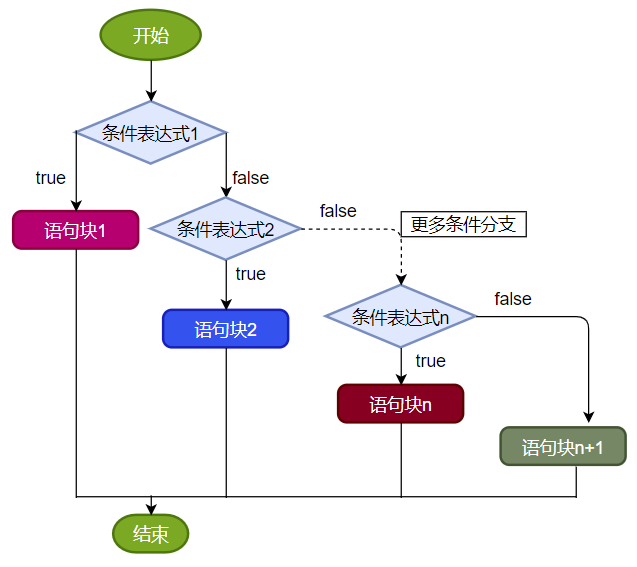 开始
条件表达式1
true
false
语句块1
条件表达式2
false
更多条件分支
true
语句块2
条件表达式n
false
true
语句块n
语句块n+1
结束